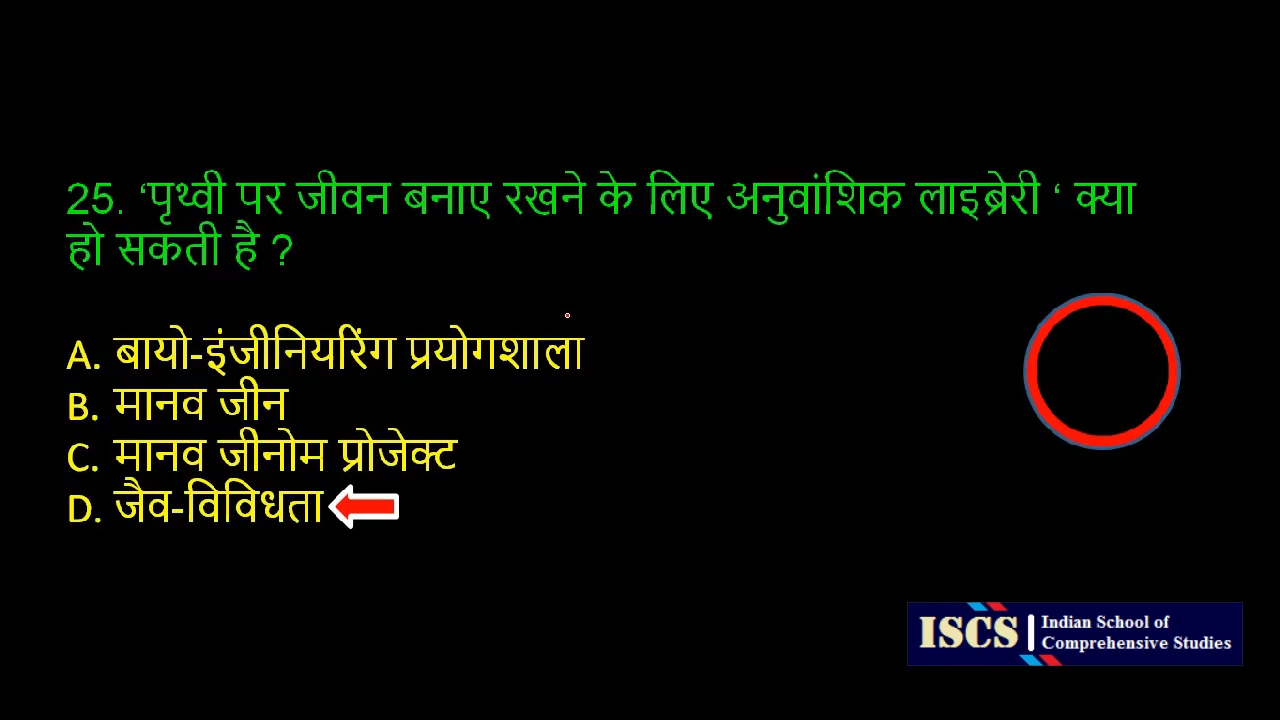 25. ‘पृथ्वी पर जीवन बनाए रखने के लिए अनुवांशिक लाइब्रेरी ‘ क्या
हो सकती है ?
A. बायो-इंजीनियरिंग प्रयोगशाला
B. मानव जीन
C. मानव जीनोम प्रोजेक्ट
D. जैव-विविधता
ISCS
Indian School of
Comprehensive Studies